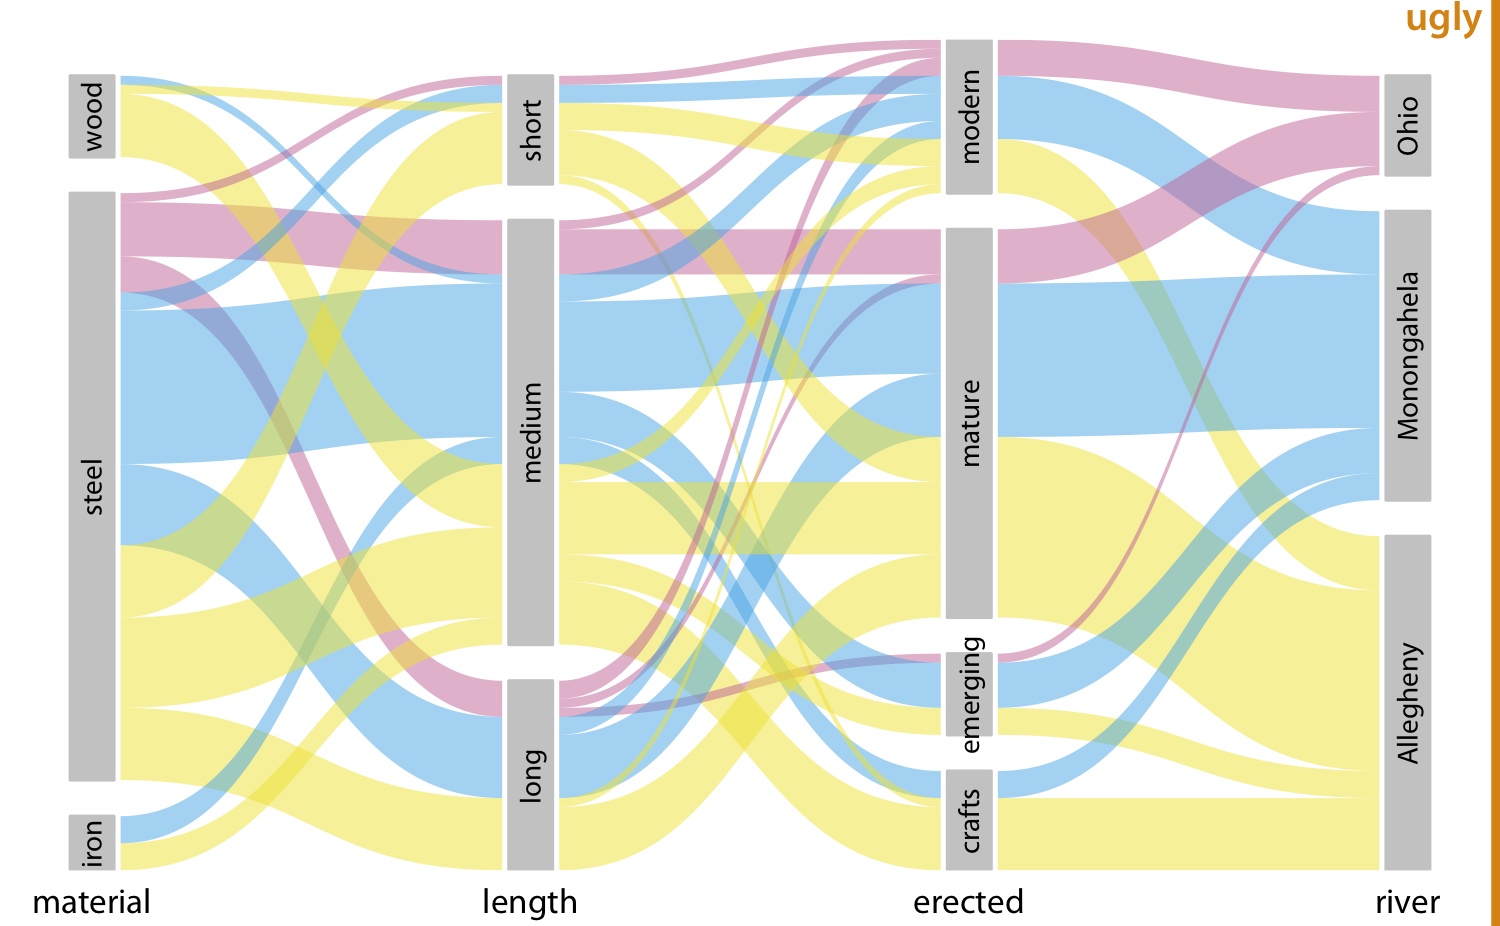 ugly
wood
steel
iron
short
medium
long
modern
mature
emerging
crafts
Ohio
Monongahela
Allegheny
material
length
erected
river